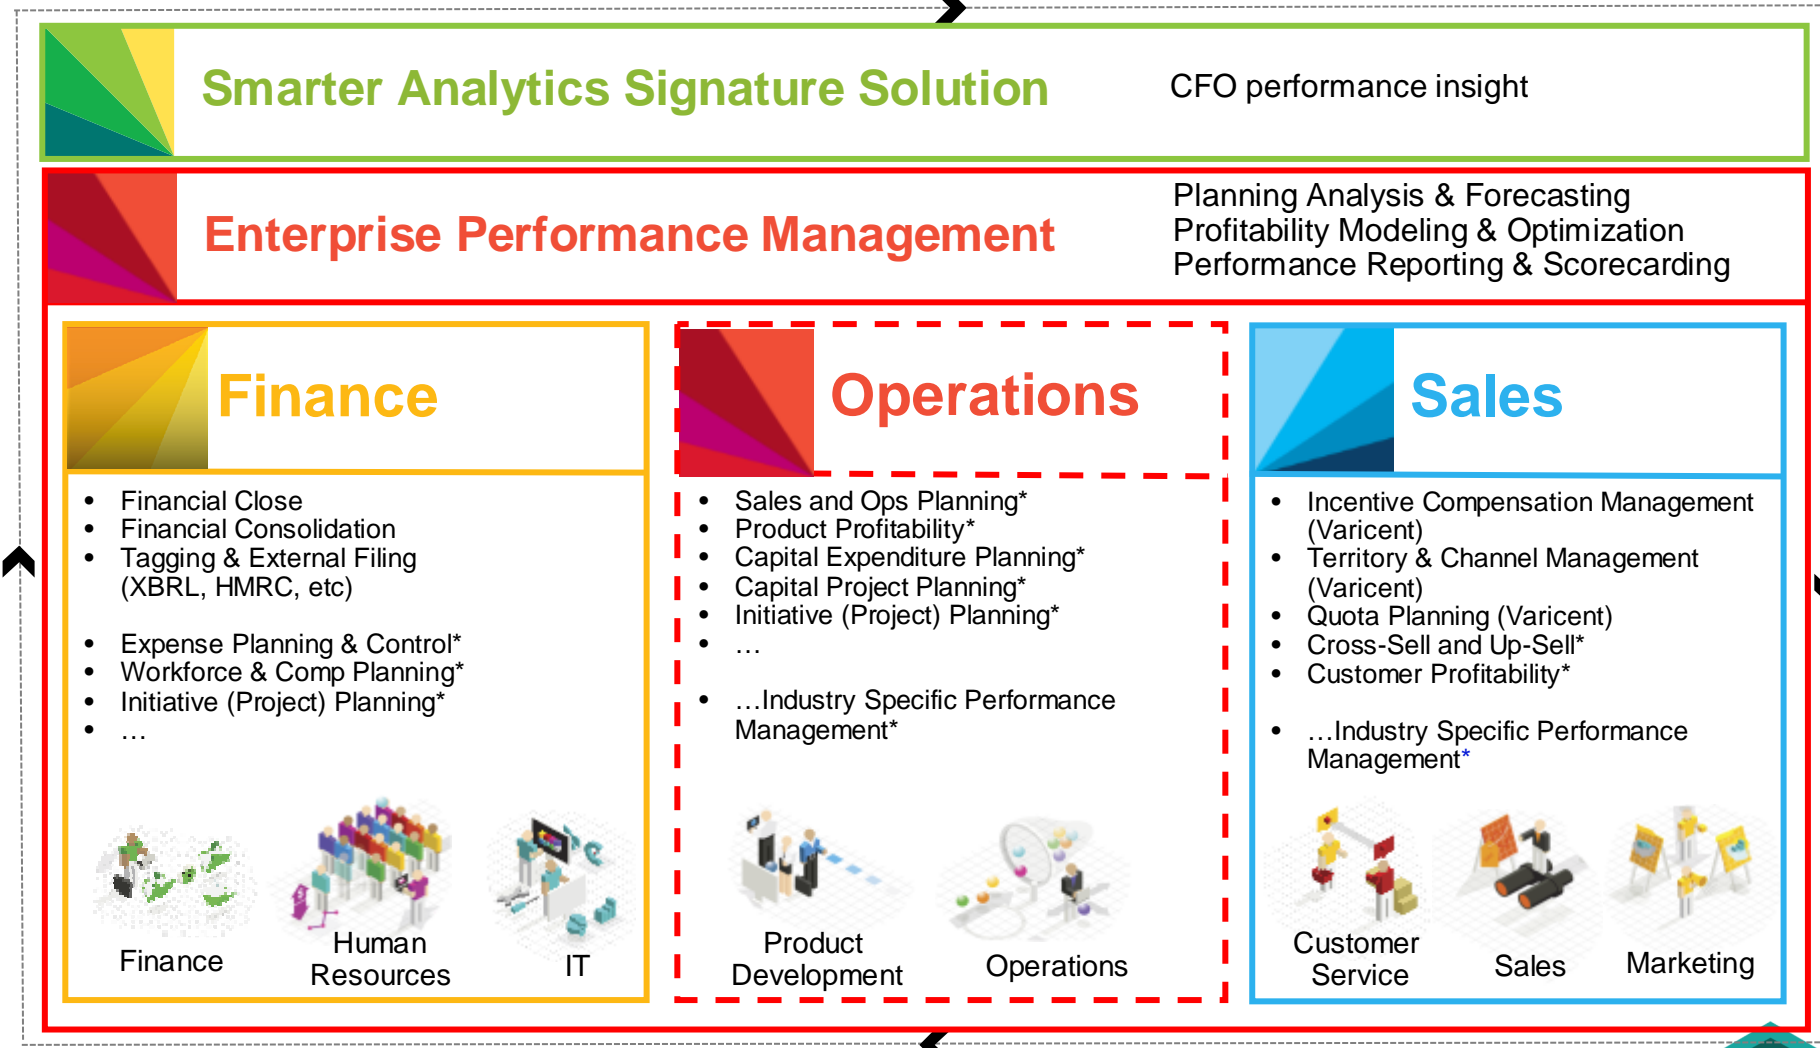 Smarter Analytics Signature Solution
CFO performance insight
Enterprise Performance Management
Planning Analysis & Forecasting
Profitability Modeling & Optimization
Performance Reporting & Scorecarding
Finance
• Financial Close
• Financial Consolidation
• Tagging & External Filing
(XBRL, HMRC, etc)
• Expense Planning & Control*
• Workforce & Comp Planning*
• Initiative (Project) Planning*
• …
Finance
Human
Resources
IT
Operations
• Sales and Ops Planning*
• Product Profitability*
• Capital Expenditure Planning*
• Capital Project Planning*
• Initiative (Project) Planning*
• …
• …Industry Specific Performance
Management*
Product
Development
Operations
Sales
• Incentive Compensation Management
(Varicent)
• Territory & Channel Management
(Varicent)
• Quota Planning (Varicent)
• Cross-Sell and Up-Sell*
• Customer Profitability*
• …Industry Specific Performance
Management*
Customer
Service
Sales
Marketing